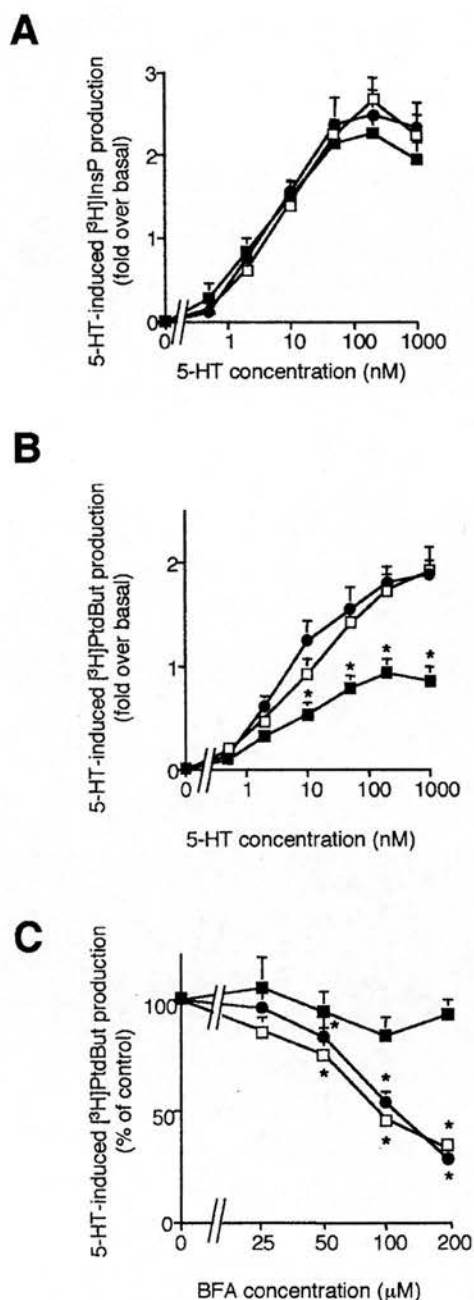 A
5-HT-induced [³H]InsP production
(fold over basal)
3
2
1
0
0
1
10
100
1000
5-HT concentration (nM)
B
5-HT-induced [³H]PtdBut production
(fold over basal)
2
1
0
* * * *
0
1
10
100
1000
5-HT concentration (nM)
C
5-HT-induced [³H]PtdBut production
(% of control)
100
50
0
* * * * * *
0
25
50
100
200
BFA concentration (μM)